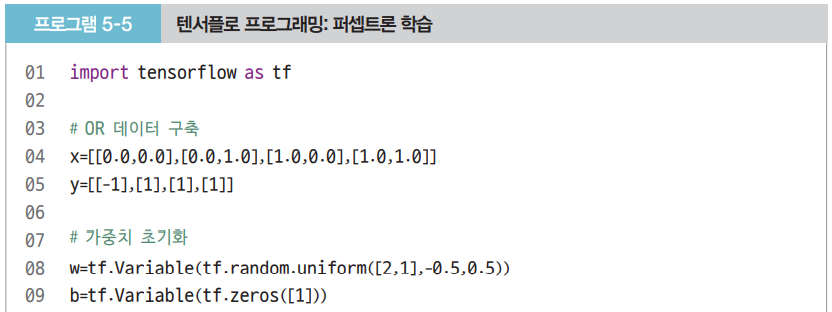 프로그램 5-5 텐서플로 프로그래밍: 퍼셉트론 학습
01 import tensorflow as tf
02
03 # OR 데이터 구축
04 x=[[0.0,0.0],[0.0,1.0],[1.0,0.0],[1.0,1.0]]
05 y=[[-1],[1],[1],[1]]
06
07 # 가중치 초기화
08 w=tf.Variable(tf.random.uniform([2,1],-0.5,0.5))
09 b=tf.Variable(tf.zeros([1]))